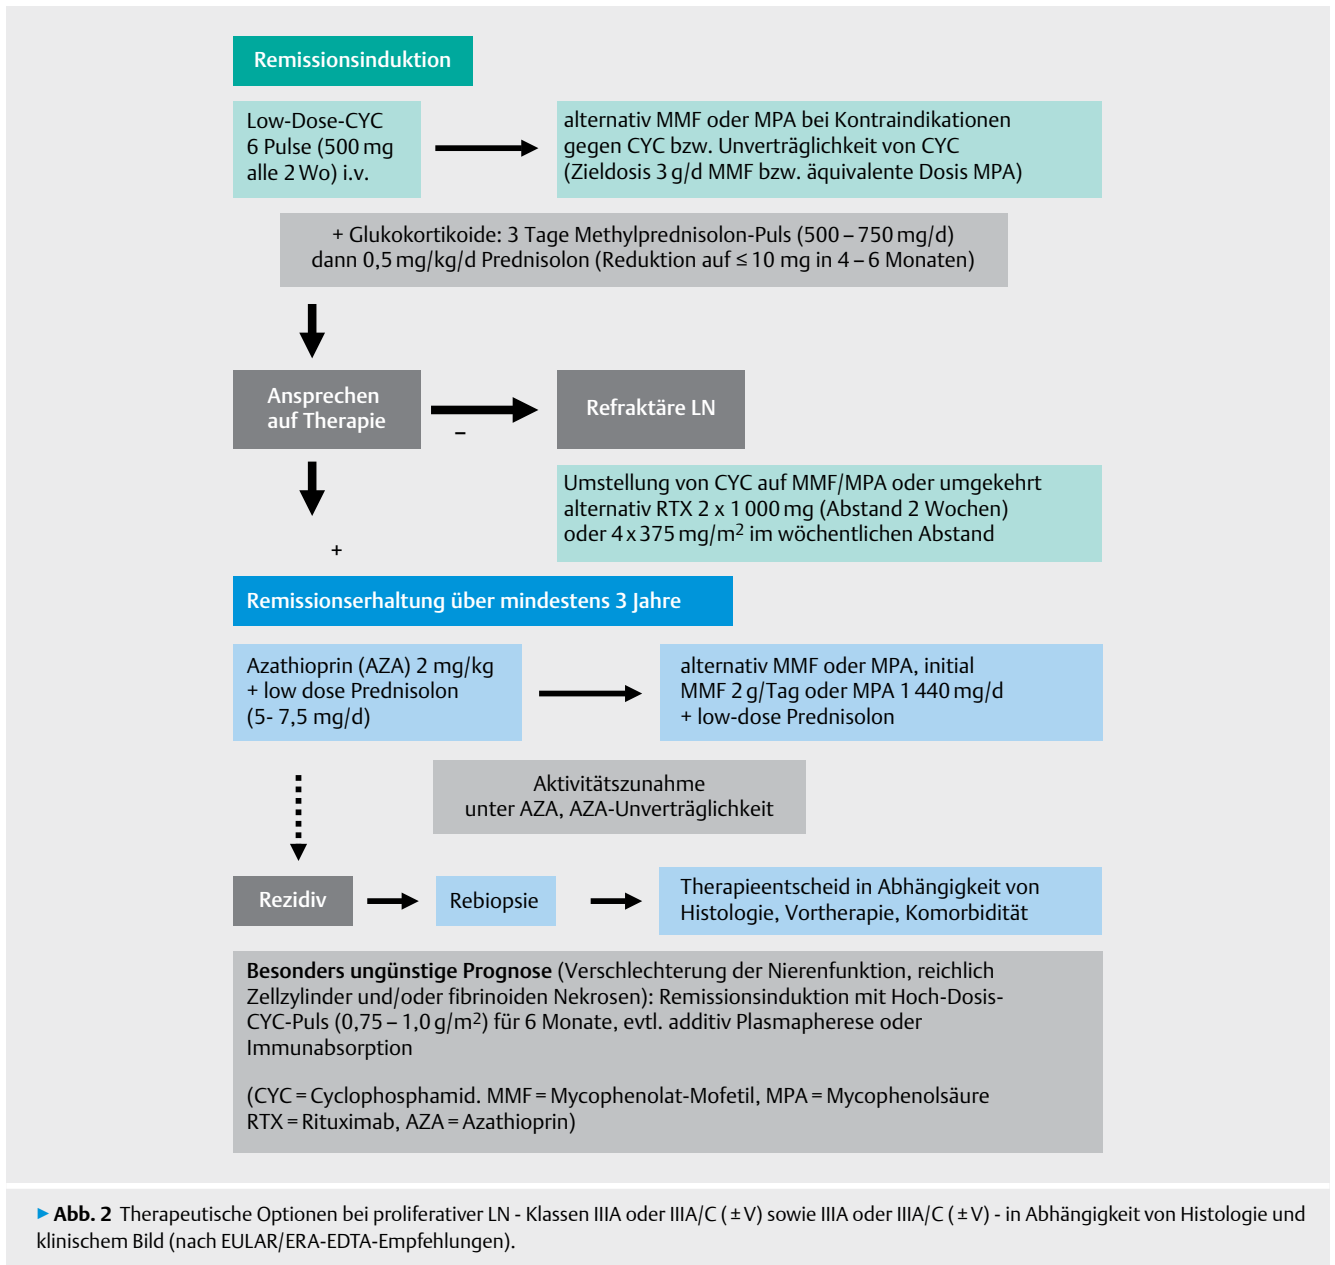 Remissionsinduktion
Low-Dose-CYC
6 Pulse (500 mg
alle 2 Wo) i.v.
alternativ MMF oder MPA bei Kontraindikationen
gegen CYC bzw. Unverträglichkeit von CYC
(Zieldosis 3 g/d MMF bzw. äquivalente Dosis MPA)
+ Glukokortikoide: 3 Tage Methylprednisolon-Puls (500 – 750 mg/d)
dann 0,5 mg/kg/d Prednisolon (Reduktion auf ≤ 10 mg in 4 – 6 Monaten)
Ansprechen
auf Therapie
–
Refraktäre LN
Umstellung von CYC auf MMF/MPA oder umgekehrt
alternativ RTX 2 x 1 000 mg (Abstand 2 Wochen)
oder 4 x 375 mg/m² im wöchentlichen Abstand
+
Remissionserhaltung über mindestens 3 Jahre
Azathioprin (AZA) 2 mg/kg
+ low dose Prednisolon
(5- 7,5 mg/d)
alternativ MMF oder MPA, initial
MMF 2 g/Tag oder MPA 1 440 mg/d
+ low-dose Prednisolon
Aktivitätszunahme
unter AZA, AZA-Unverträglichkeit
Rezidiv
Rebiopsie
Therapieentscheid in Abhängigkeit von
Histologie, Vortherapie, Komorbidität
Besonders ungünstige Prognose (Verschlechterung der Nierenfunktion, reichlich
Zellzylinder und/oder fibrinoiden Nekrosen): Remissionsinduktion mit Hoch-Dosis-
CYC-Puls (0,75 – 1,0 g/m²) für 6 Monate, evtl. additiv Plasmapherese oder
Immunabsorption
(CYC = Cyclophosphamid. MMF = Mycophenolat-Mofetil, MPA = Mycophenolsäure
RTX = Rituximab, AZA = Azathioprin)
► Abb. 2 Therapeutische Optionen bei proliferativer LN - Klassen IIIA oder IIIA/C ( ± V) sowie IIIA oder IIIA/C ( ± V) - in Abhängigkeit von Histologie und
klinischem Bild (nach EULAR/ERA-EDTA-Empfehlungen).